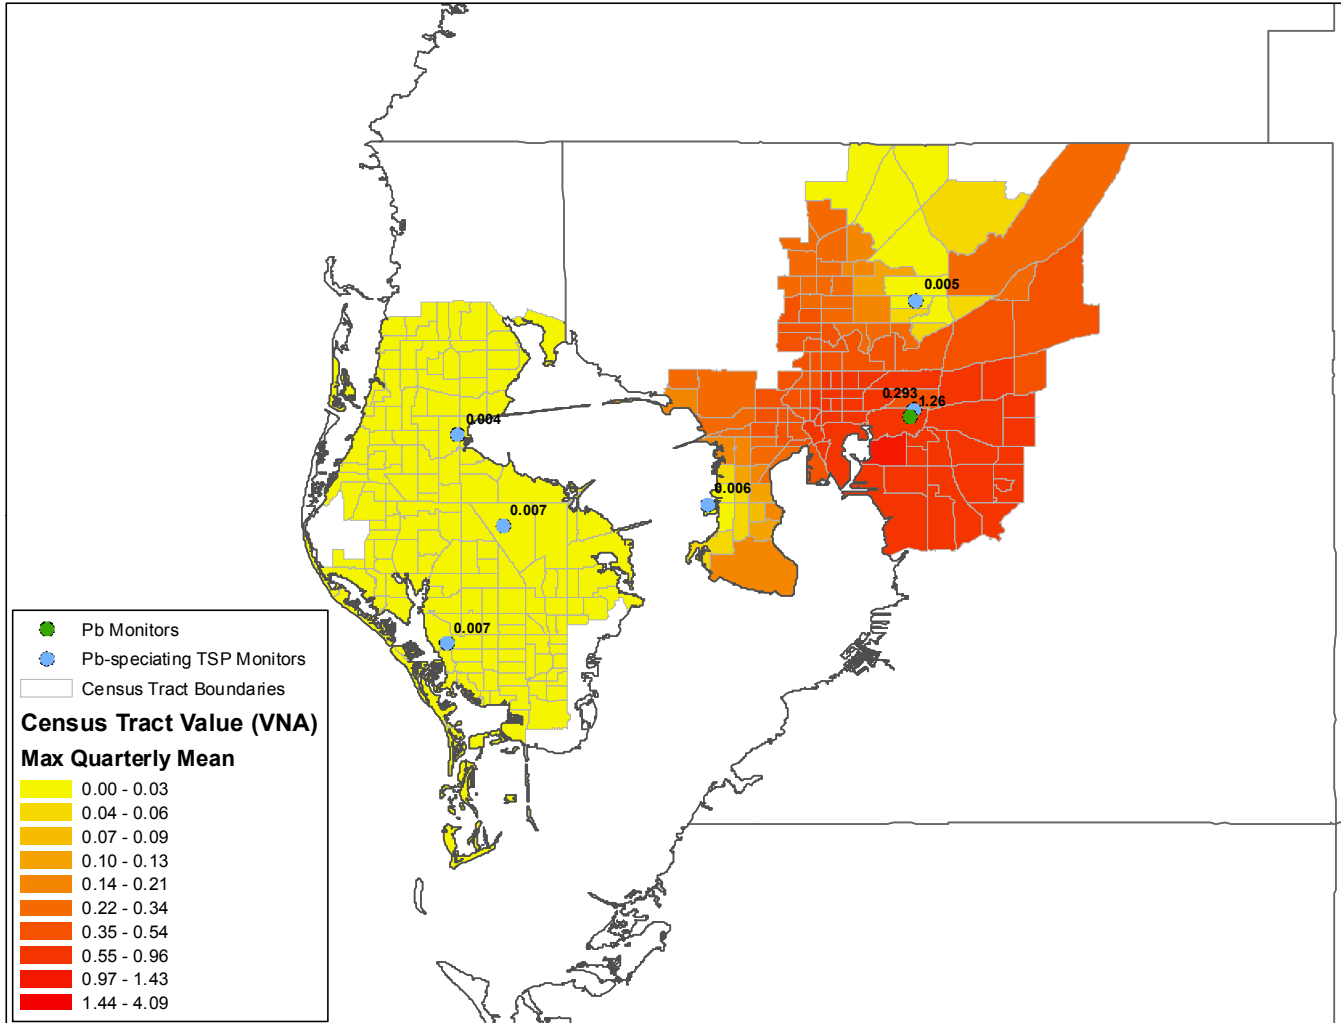 0.005
0.293
1.26
0.004
0.006
0.007
0.007
Pb Monitors
Pb-speciating TSP Monitors
Census Tract Boundaries
Census Tract Value (VNA)
Max Quarterly Mean
0.00 - 0.03
0.04 - 0.06
0.07 - 0.09
0.10 - 0.13
0.14 - 0.21
0.22 - 0.34
0.35 - 0.54
0.55 - 0.96
0.97 - 1.43
1.44 - 4.09